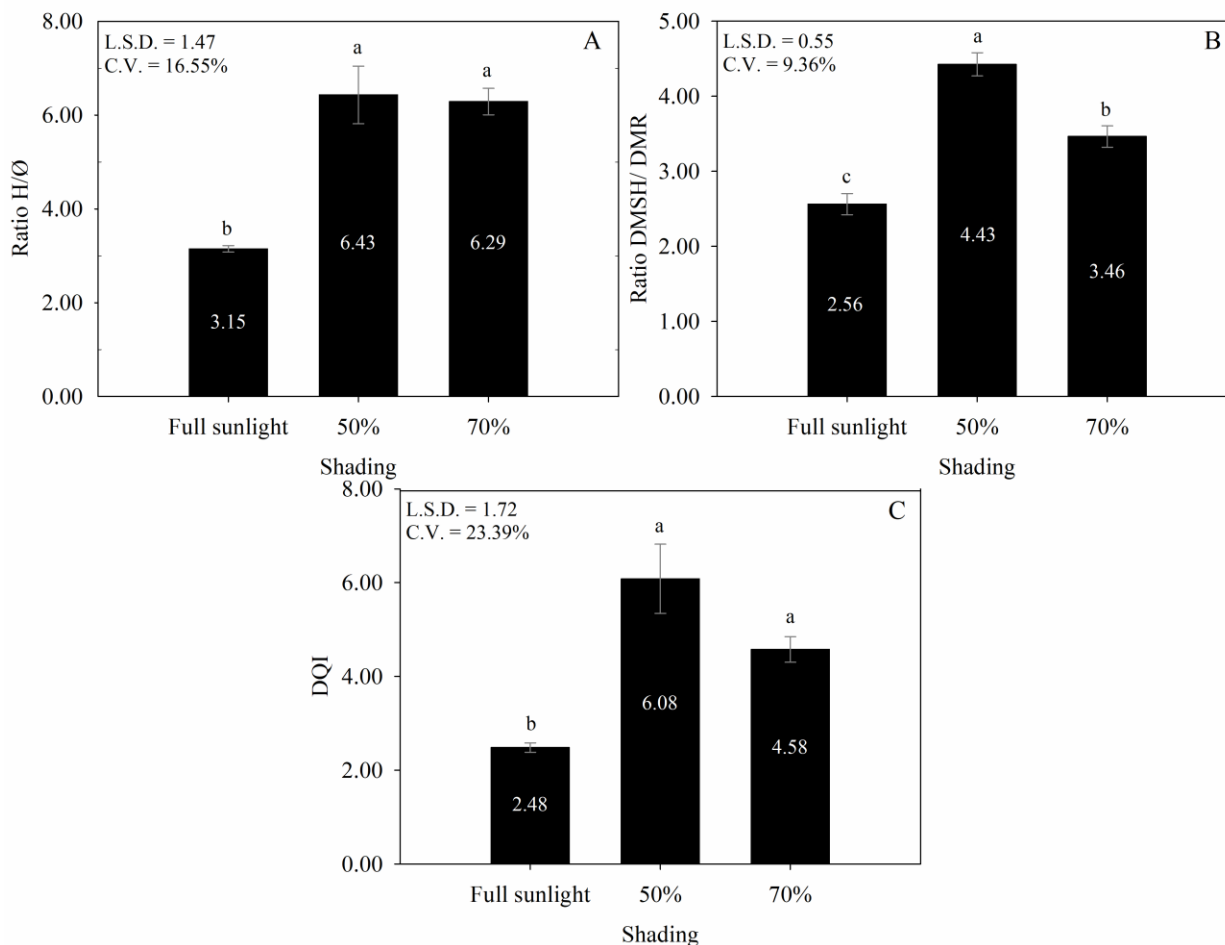 8.00
6.00
4.00
2.00
0.00
Ratio H/Ø
L.S.D. = 1.47
C.V. = 16.55%
A
b
a
a
3.15
6.43
6.29
Full sunlight
50%
70%
Shading
5.00
4.00
3.00
2.00
1.00
0.00
Ratio DMSH/ DMR
L.S.D. = 0.55
C.V. = 9.36%
B
c
a
b
2.56
4.43
3.46
Full sunlight
50%
70%
Shading
8.00
6.00
4.00
2.00
0.00
DQI
L.S.D. = 1.72
C.V. = 23.39%
C
b
a
a
2.48
6.08
4.58
Full sunlight
50%
70%
Shading